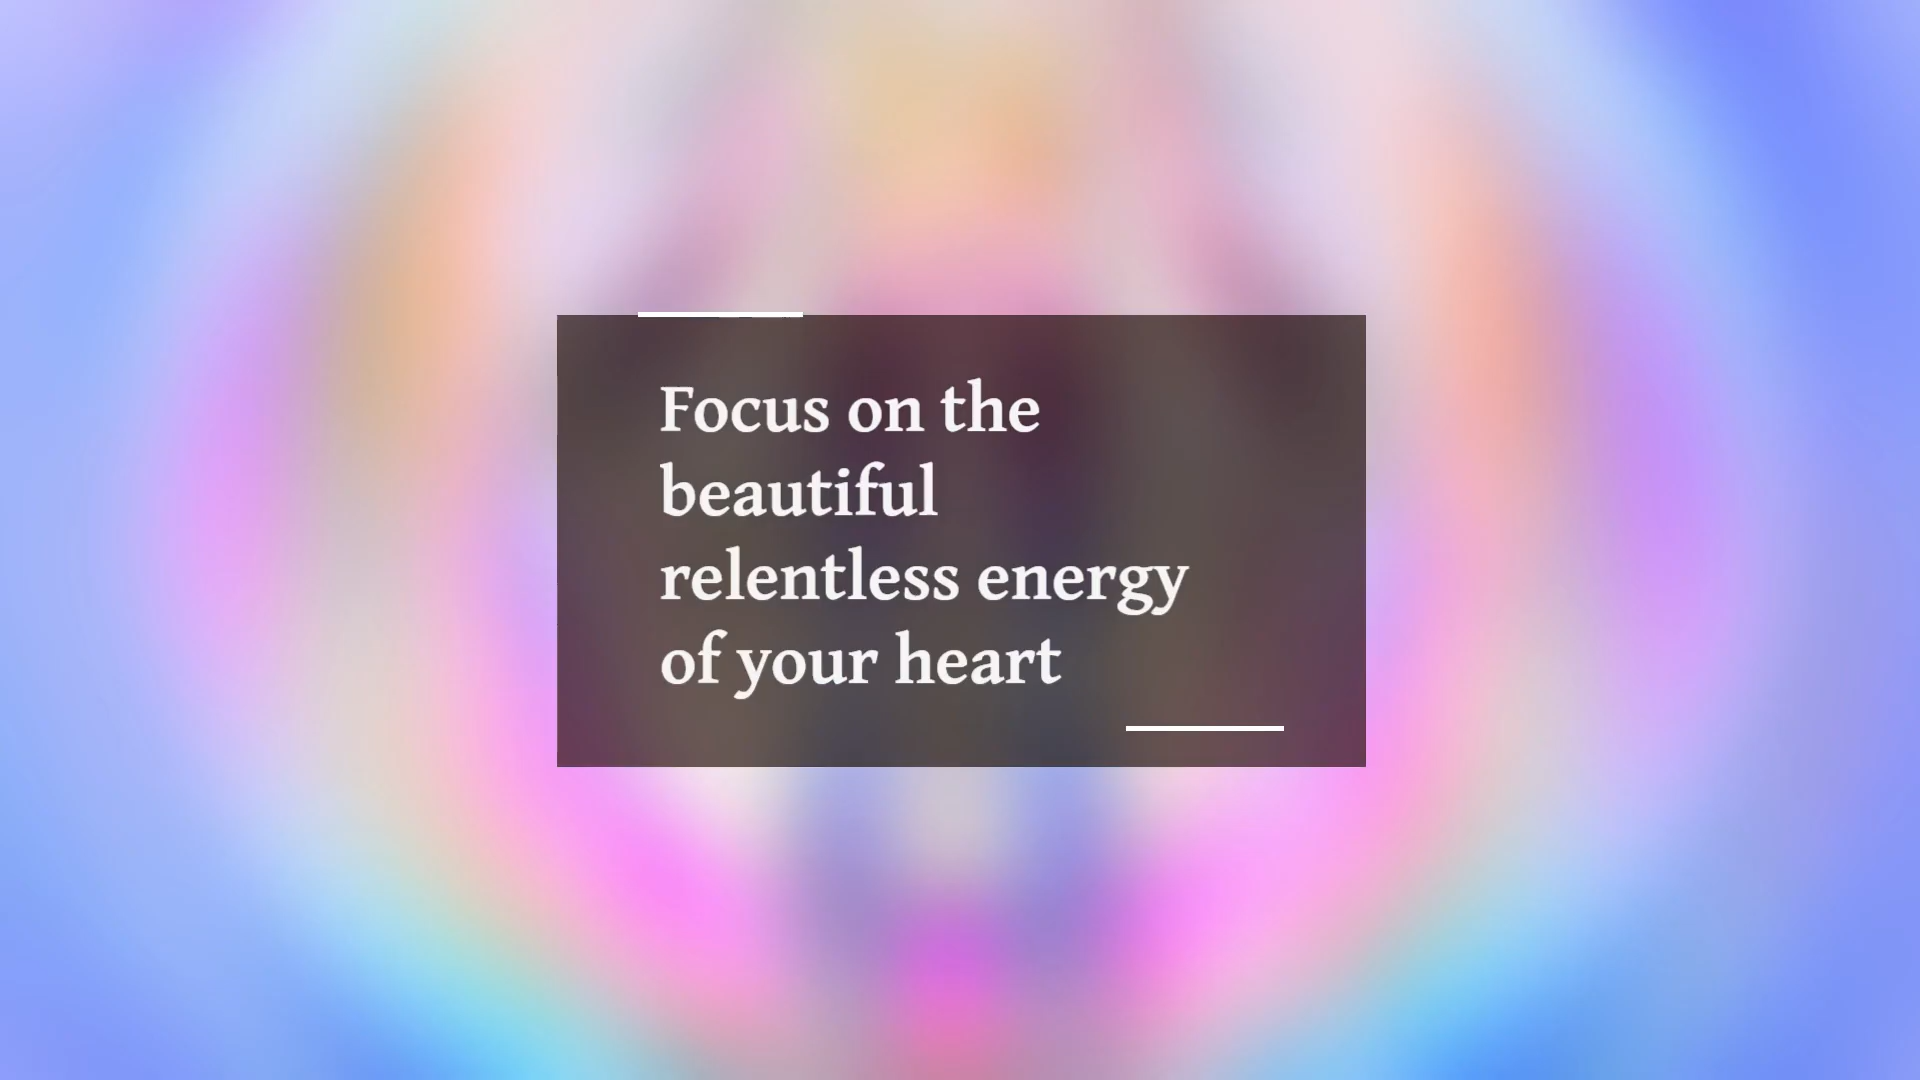 Focus on the
beautiful
relentless energy
of your heart